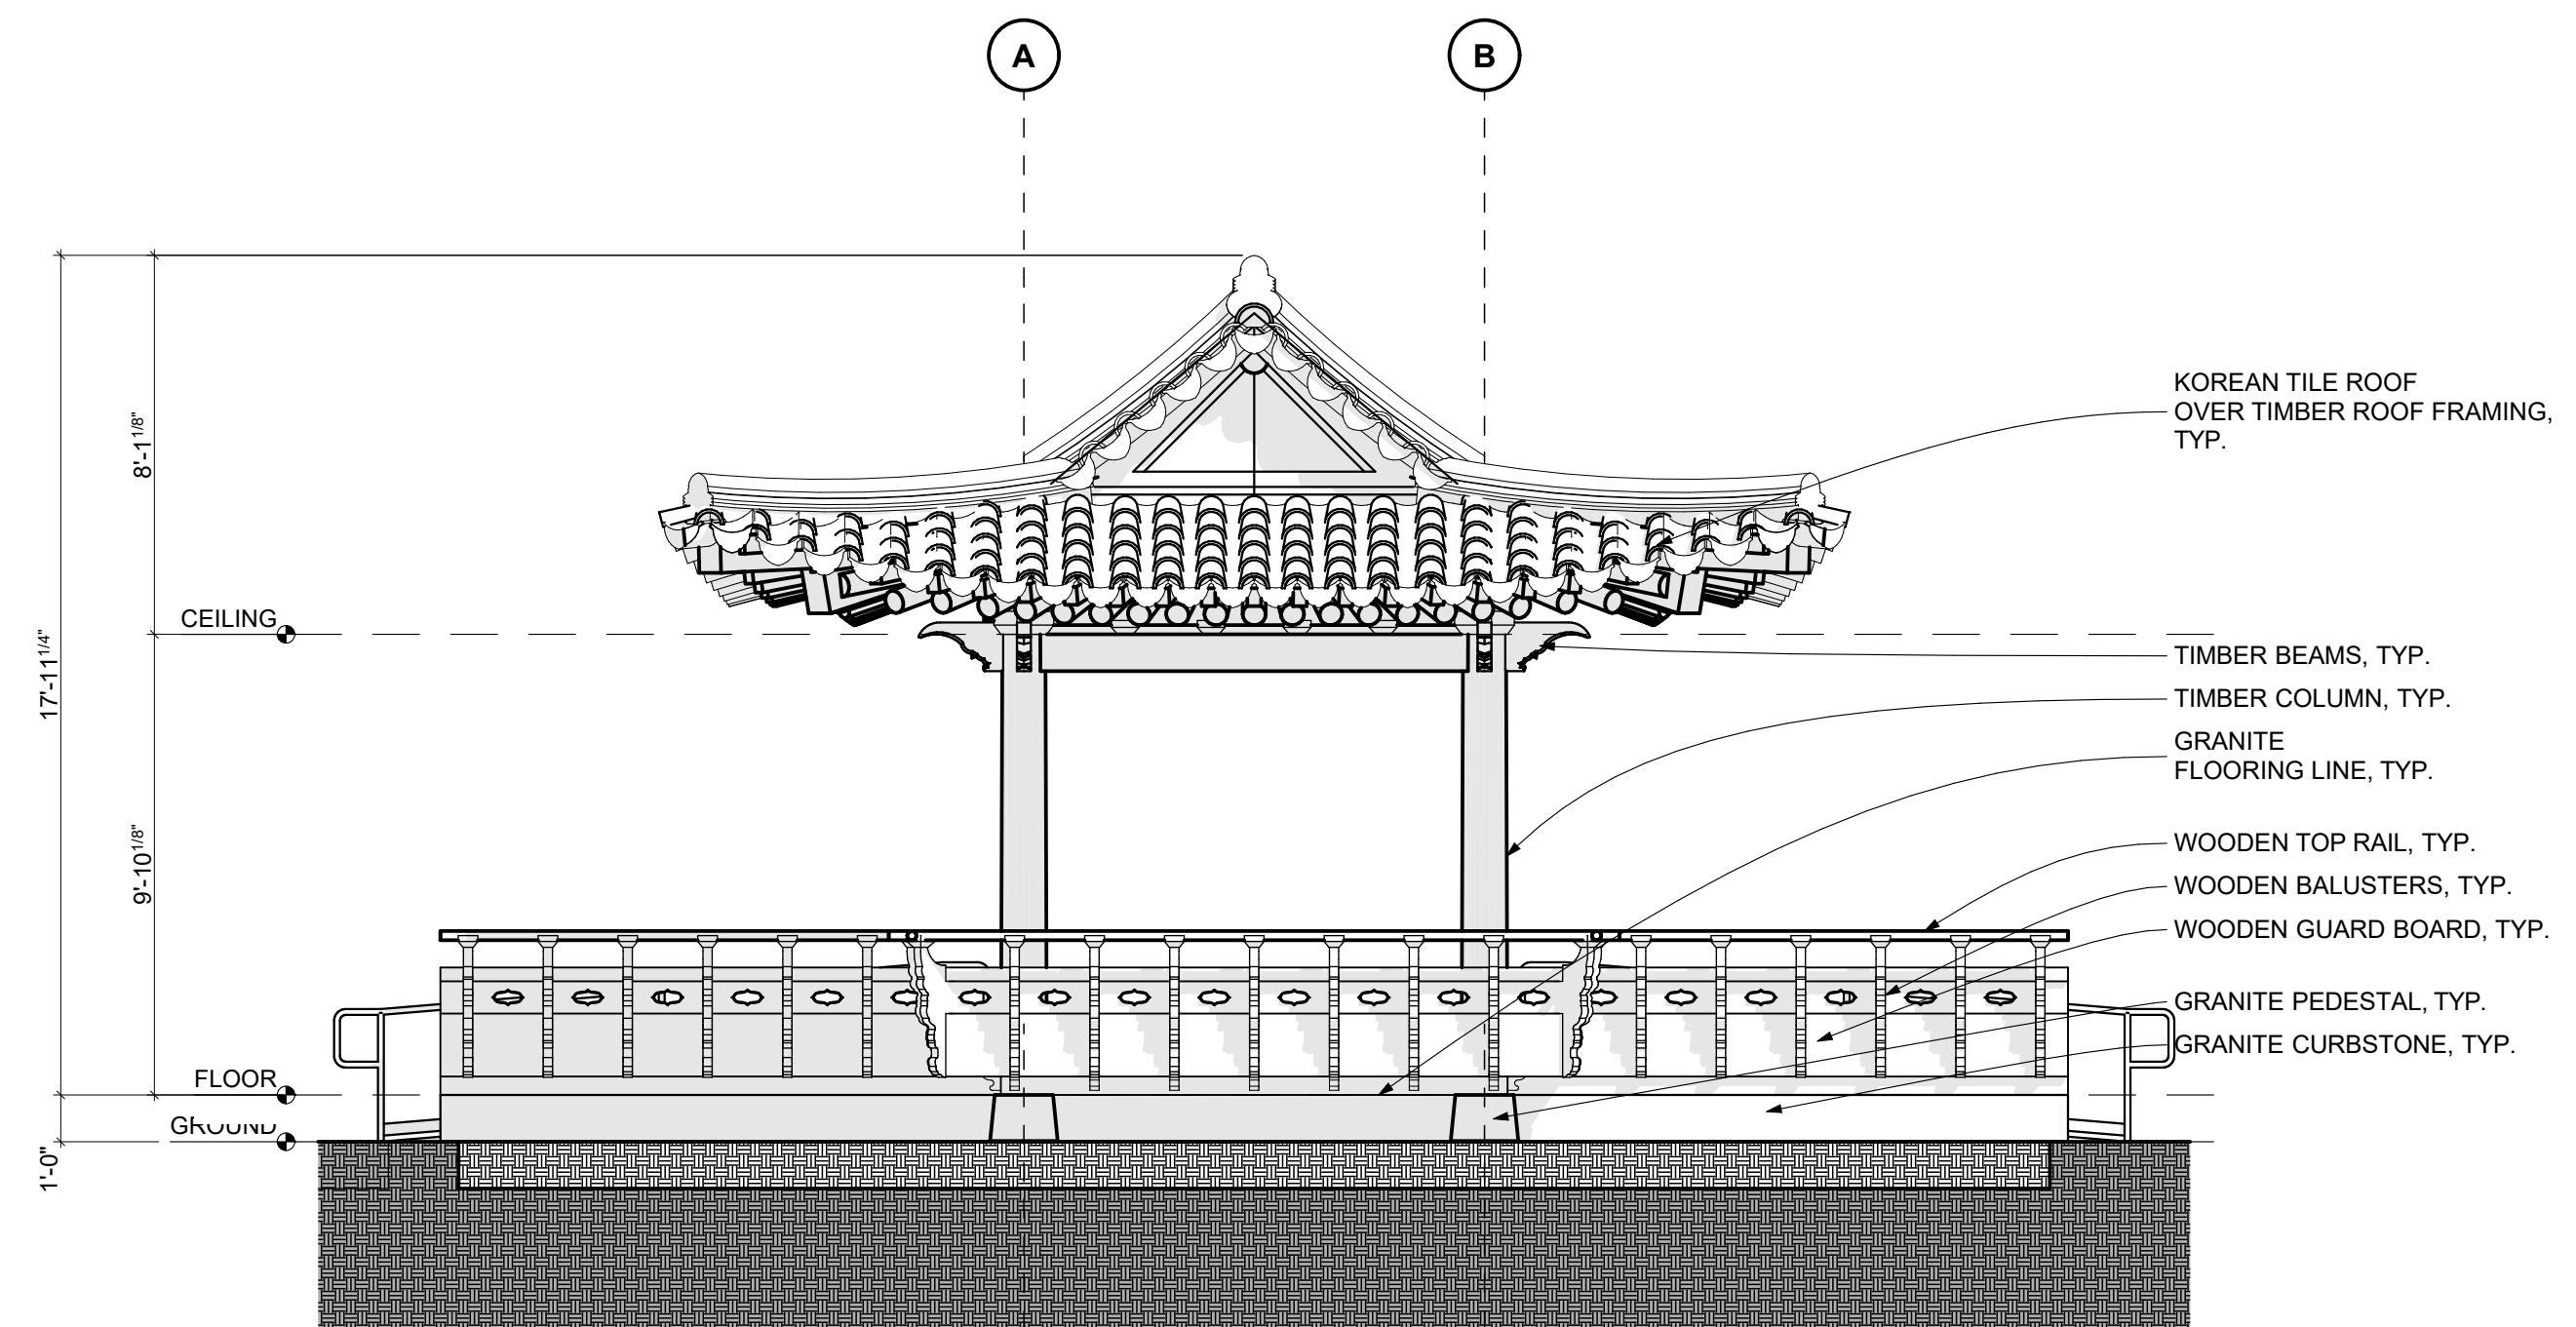 A
B
8'-1 1/8"
17'-11 1/4"
9'-10 1/8"
1'-0"
CEILING
FLOOR
GROUND
KOREAN TILE ROOF
OVER TIMBER ROOF FRAMING,
TYP.
TIMBER BEAMS, TYP.
TIMBER COLUMN, TYP.
GRANITE
FLOORING LINE, TYP.
WOODEN TOP RAIL, TYP.
WOODEN BALUSTERS, TYP.
WOODEN GUARD BOARD, TYP.
GRANITE PEDESTAL, TYP.
GRANITE CURBSTONE, TYP.